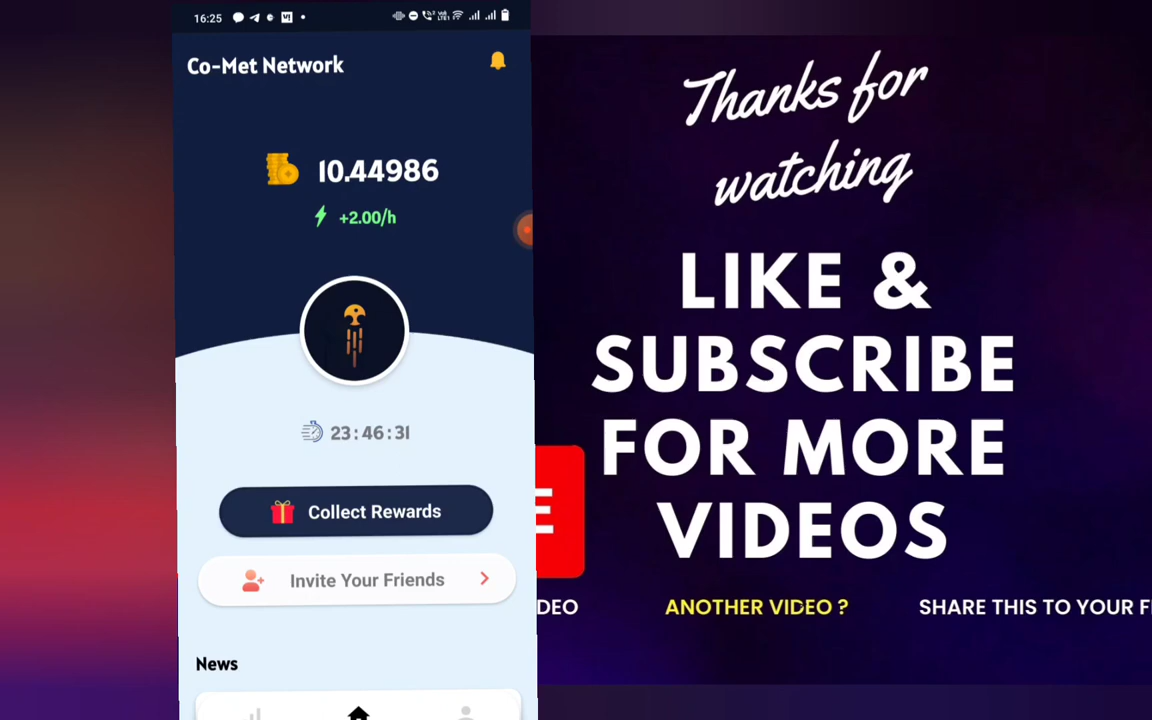 16:25
Co-Met Network
10.44986
+2.00/h
23:46:31
Collect Rewards
Invite Your Friends
News
Thanks for
watching
LIKE &
SUBSCRIBE
FOR MORE
VIDEOS
E
DEO
ANOTHER VIDEO ?
SHARE THIS TO YOUR F